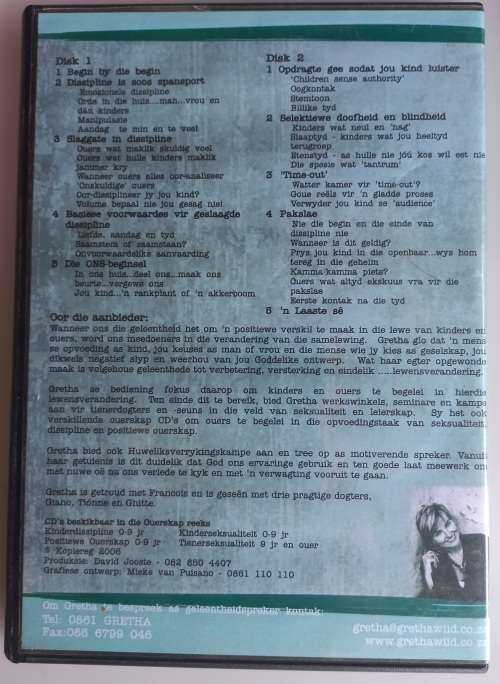 Disk 1
1 Begin by die begin
2 Dissipline is soos spansport
Emosionele dissipline
Orde in die huis...man...vrou en
dán kinders
Manipulasie
Aandag te min en te veel
3 Slaggate in dissipline
Ouers wat maklik skuldig voel
Ouers wat hulle kinders maklik
jammer kry
Wanneer ouers alles oor-analiseer
'Onskuldige' ouers
Oor-dissiplineer jy jou kind?
Volume bepaal nie jou gesag nie!
4 Basiese voorwaardes vir geslaagde
dissipline
Liefde, aandag en tyd
Saamstem of saamstaan?
Onvoorwaardelike aanvaarding
5 Die ONS-beginsel
In ons huis...deel ons...maak ons
beurte...vergewe ons
Jou kind...'n rankplant of 'n akkerboom
Disk 2
1 Opdragte gee sodat jou kind luister
'Children sense authority'
Oogkontak
Stemtoon
Billike tyd
2 Selektiewe doofheid en blindheid
Kinders wat neul en 'nag'
Slaaptyd - kinders wat jou heeltyd
terugroep
Etenstyd - as hulle nie jóú kos wil eet nie
Die spesie wat 'tantrum'
3 'Time-out'
Watter kamer vir 'time-out'?
Goue reëls vir 'n gladde proses
Verwyder jou kind se 'audience'
4 Pakslae
Nie die begin en die einde van
dissipline nie
Wanneer is dit geldig?
Prys jou kind in die openbaar...wys hom
tereg in die geheim
Kamma-kamma piets?
Ouers wat altyd ekskuus vra vir die
pakslae
Eerste kontak na die tyd
5 'n Laaste sê
Oor die aanbieder:
Wanneer ons die geleentheid het om 'n positiewe verskil te maak in die lewe van kinders en
ouers, word ons meedoeners in die verandering van die samelewing. Gretha glo dat 'n mens
se opvoeding as kind, jou keuses as man of vrou en die mense wie jy kies as geselskap, jou
dikwels negatief slyp en weerhou van jou Goddelike ontwerp. Wat haar egter opgewonde
maak is volgehoue geleenthede tot verbetering, versterking en eindelik .....lewensverandering.
Gretha se bediening fokus daarop om kinders en ouers te begelei in hierdie
lewensverandering. Ten einde dit te bereik, bied Gretha werkswinkels, seminare en kampe
aan vir tienerdogters en -seuns in die veld van seksualiteit en leierskap. Sy het ook
verskillende ouerskap CD's om ouers te begelei in die opvoedingstaak van seksualiteit,
dissipline en positiewe ouerskap.
Gretha bied ook Huweliksverrykingskampe aan en tree op as motiverende spreker. Vanuit
haar getuienis is dit duidelik dat God ons ervaringe gebruik en ten goede laat meewerk om
met nuwe oë na ons verlede te kyk en met 'n verwagting vooruit te gaan.
Gretha is getroud met Francois en is geseën met drie pragtige dogters,
Giano, Tiónne en Ghitte.
CD's beskikbaar in die Ouerskap reeks
Kinderdissipline 0-9 jr Kinderseksualiteit 0-9 jr
Positiewe Ouerskap 0-9 jr Tienerseksualiteit 9 jr en ouer
© Kopiereg 2006
Produksie: David Jooste - 082 850 4407
Grafiese ontwerp: Mieke van Pulsano - 0861 110 110
Om Gretha te bespreek as geleentheidspreker kontak:
Tel: 0861 GRETHA
Fax:086 6799 046
gretha@grethawiid.co.za
www.grethawiid.co.za